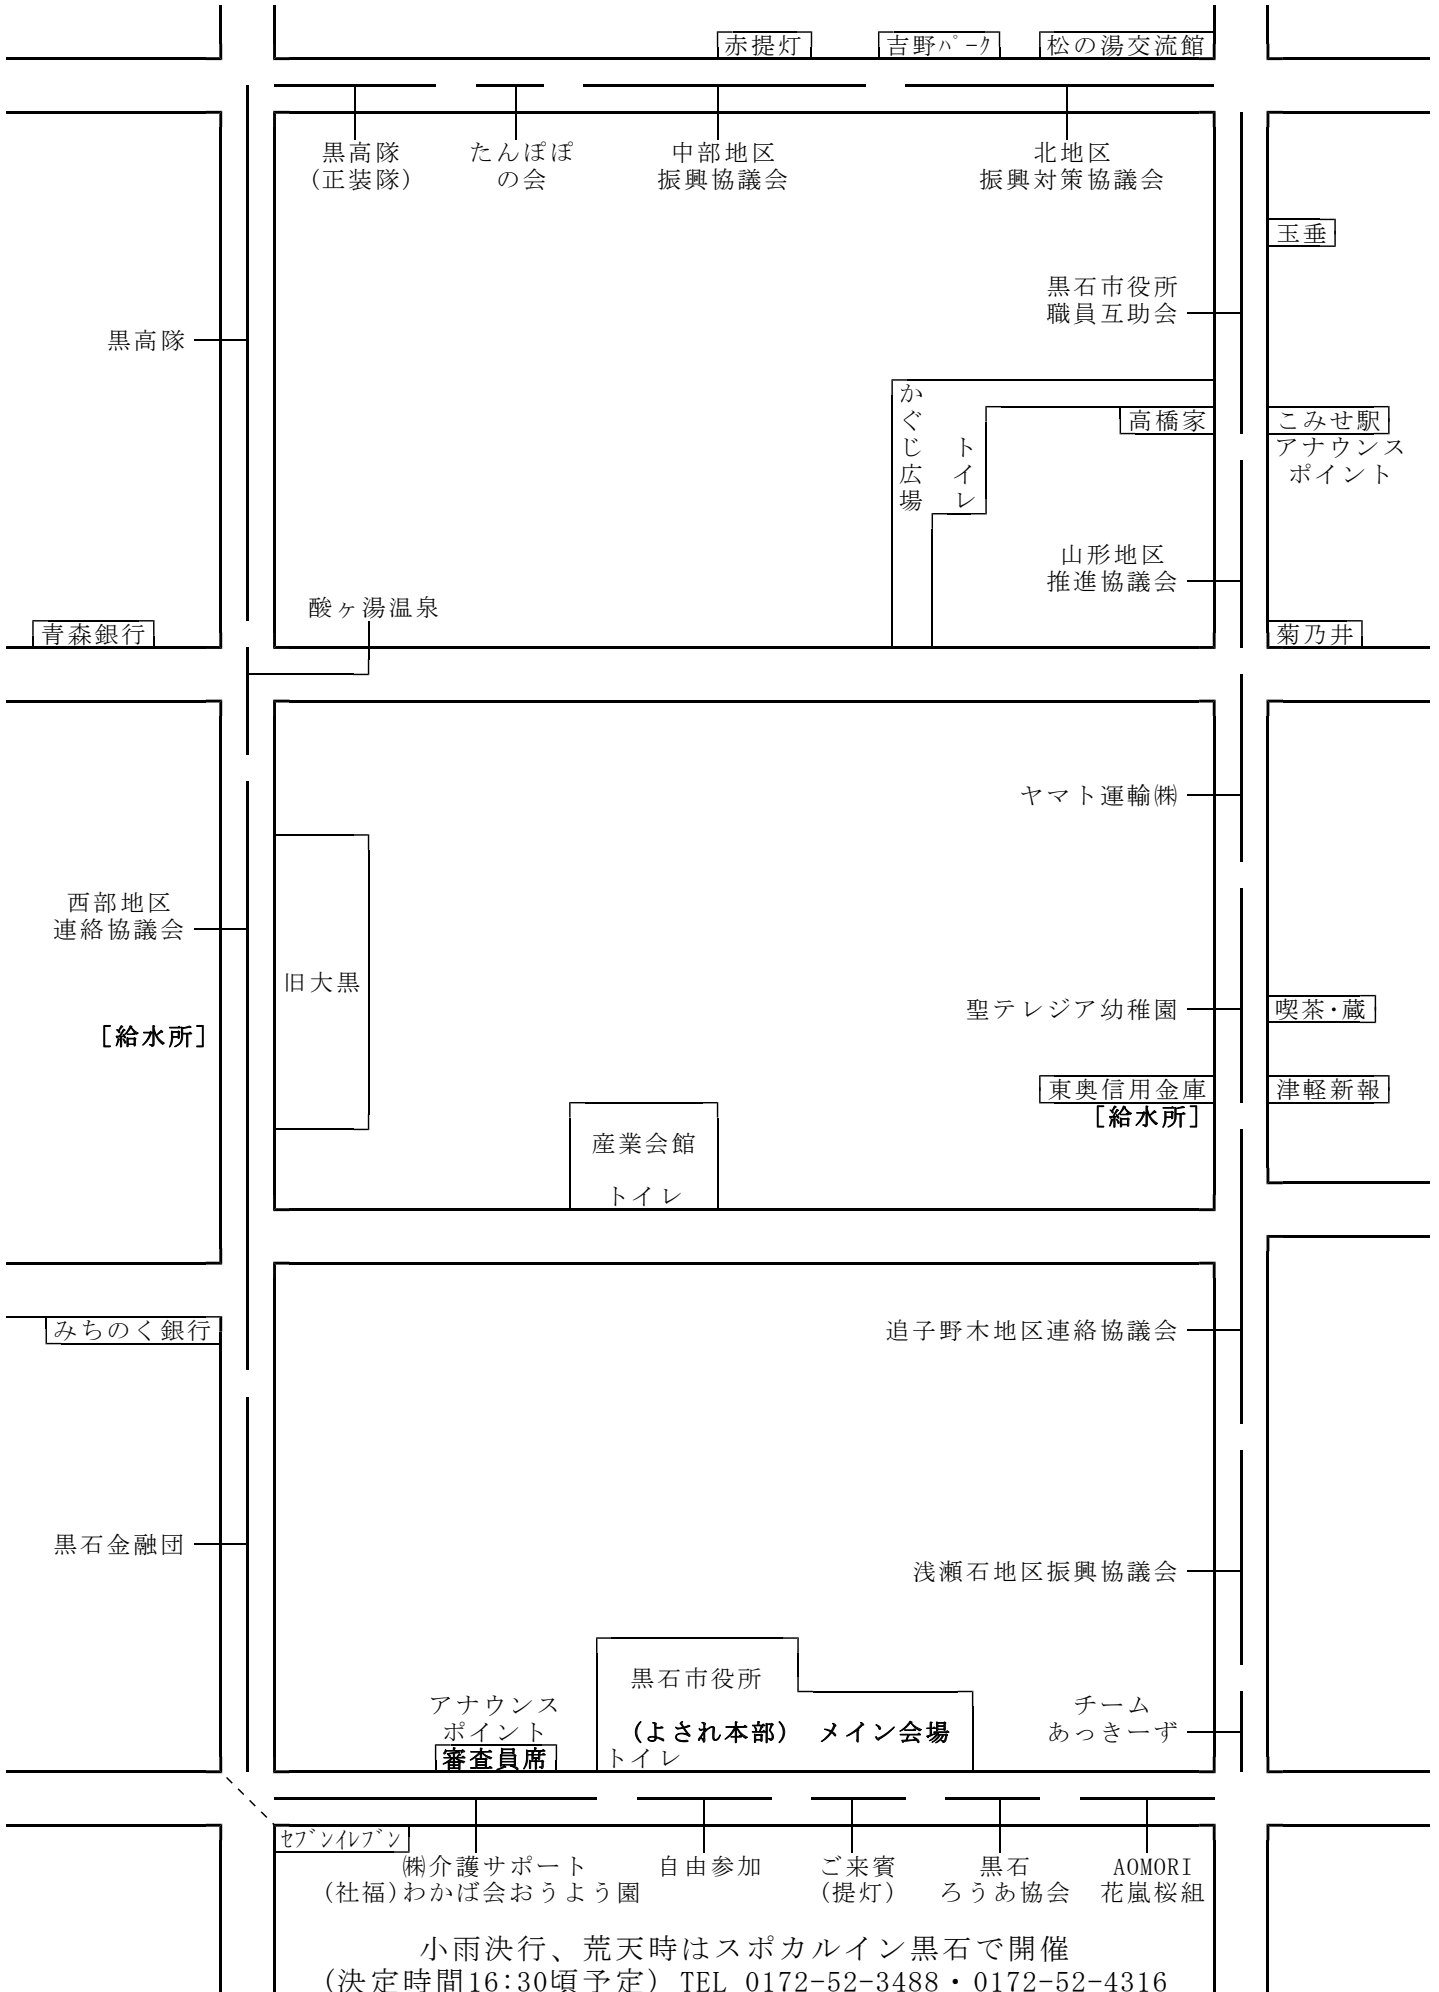 赤提灯
吉野パーク
松の湯交流館
黒高隊
(正装隊)
たんぽぽ
の会
中部地区
振興協議会
北地区
振興対策協議会
玉垂
黒石市役所
職員互助会
黒高隊
かぐじ広場
トイレ
高橋家
こみせ駅
アナウンス
ポイント
山形地区
推進協議会
酸ヶ湯温泉
青森銀行
菊乃井
ヤマト運輸㈱
西部地区
連絡協議会
旧大黒
[給水所]
聖テレジア幼稚園
喫茶・蔵
東奥信用金庫
[給水所]
津軽新報
産業会館
トイレ
みちのく銀行
追子野木地区連絡協議会
黒石金融団
浅瀬石地区振興協議会
黒石市役所
アナウンス
ポイント
審査員席
(よされ本部) メイン会場
トイレ
チーム
あっきーず
セブンイレブン
㈱介護サポート
(社福)わかば会おうよう園
自由参加
ご来賓
(提灯)
黒石
ろうあ協会
AOMORI
花嵐桜組
小雨決行、荒天時はスポカルイン黒石で開催
(決定時間16:30頃予定) TEL 0172-52-3488・0172-52-4316